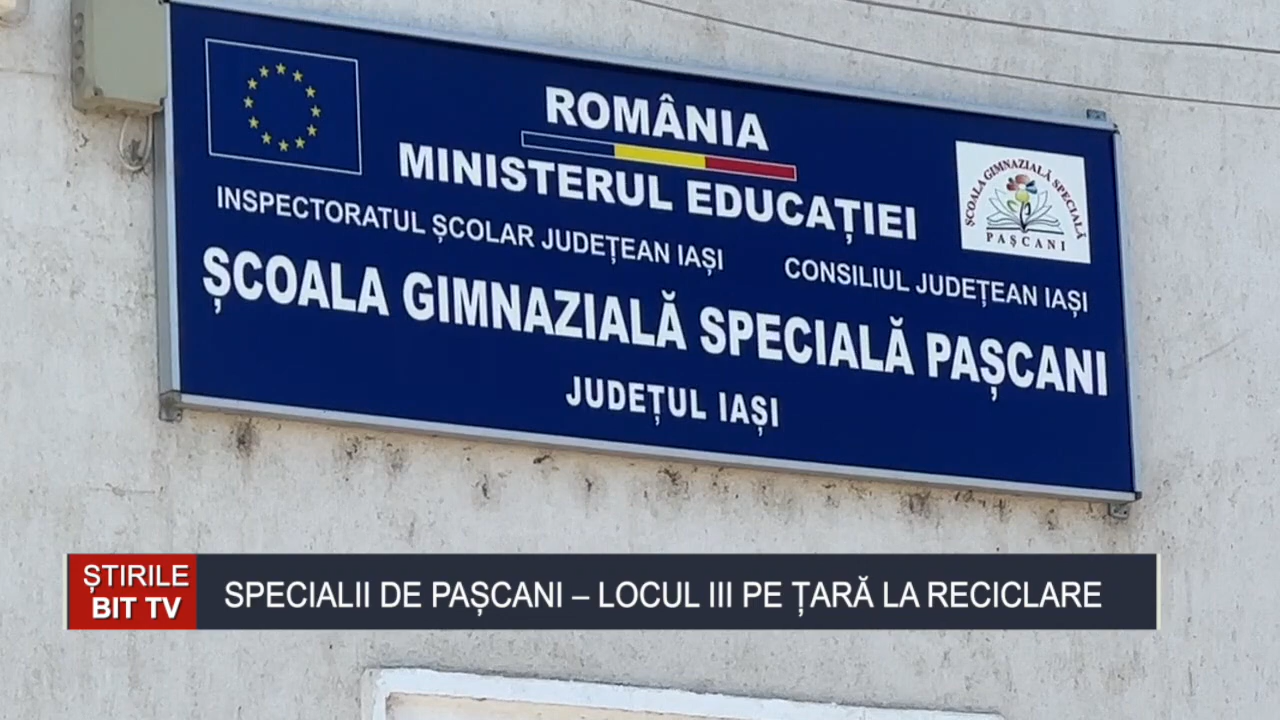 ROMÂNIA
MINISTERUL EDUCAȚIEI
INSPECTORATUL ȘCOLAR JUDEȚEAN IAȘI
CONSILIUL JUDEȚEAN IAȘI
ȘCOALA GIMNAZIALĂ SPECIALĂ
PAȘCANI
ȘCOALA GIMNAZIALĂ SPECIALĂ PAȘCANI
JUDEȚUL IAȘI
ȘTIRILE
BIT TV
SPECIALII DE PAȘCANI – LOCUL III PE ȚARĂ LA RECICLARE